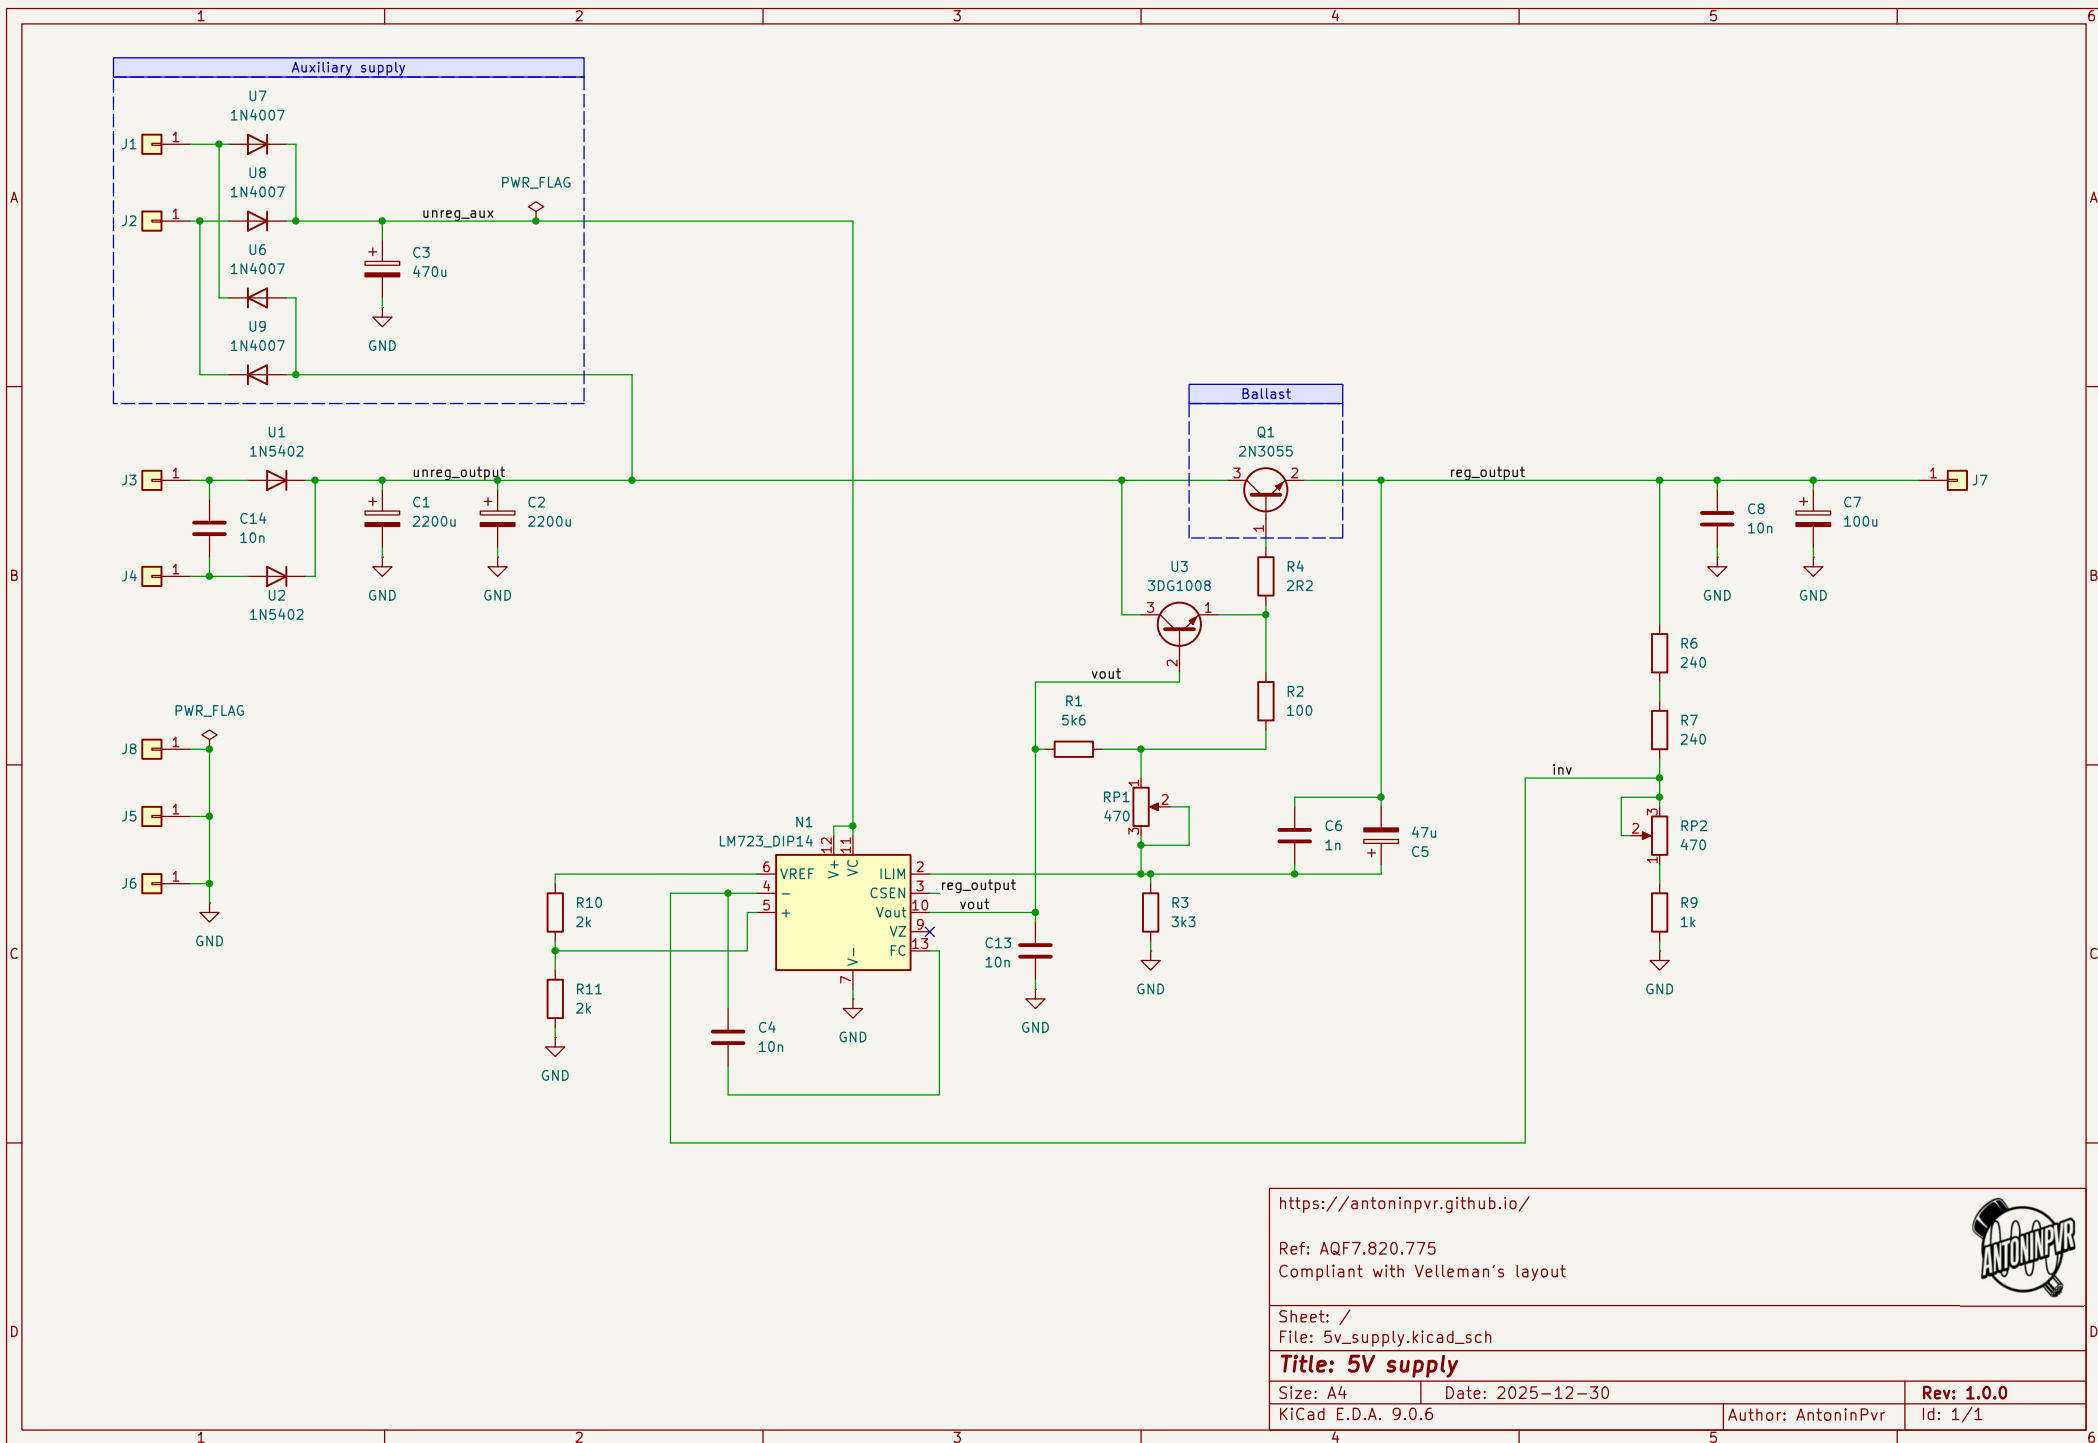 1 2 3 4 5 6
A
B
C
D
Auxiliary supply
U7
1N4007
J1 1
U8
1N4007
J2 1
unreg_aux
PWR_FLAG
U6
1N4007
+ C3
470u
U9
1N4007
GND
U1
1N5402
J3 1
unreg_output
C14
10n
+ C1
2200u
+ C2
2200u
J4 1
U2
1N5402
GND
GND
Ballast
Q1
2N3055
3 2
1
reg_output
1 J7
C8
10n
+ C7
100u
R4
2R2
GND
GND
U3
3DG1008
3 1
2
vout
R6
240
R2
100
R1
5k6
R7
240
PWR_FLAG
J8 1
J5 1
J6 1
GND
inv
RP1
470
1
2
3
C6
1n
47u
+ C5
3
2
1
RP2
470
N1
LM723_DIP14
12 11
V+ VC
6 VREF
4 −
5 +
ILIM 2
CSEN 3
Vout 10
VZ 9
FC 13
V−
7
reg_output
vout
R10
2k
R11
2k
GND
C4
10n
GND
C13
10n
GND
R3
3k3
GND
R9
1k
GND
https://antoninpvr.github.io/
Ref: AQF7.820.775
Compliant with Velleman's layout
ANTONINPVR
Sheet: /
File: 5v_supply.kicad_sch
Title: 5V supply
Size: A4 Date: 2025-12-30 Rev: 1.0.0
KiCad E.D.A. 9.0.6 Author: AntoninPvr Id: 1/1
A
B
C
D
1 2 3 4 5 6